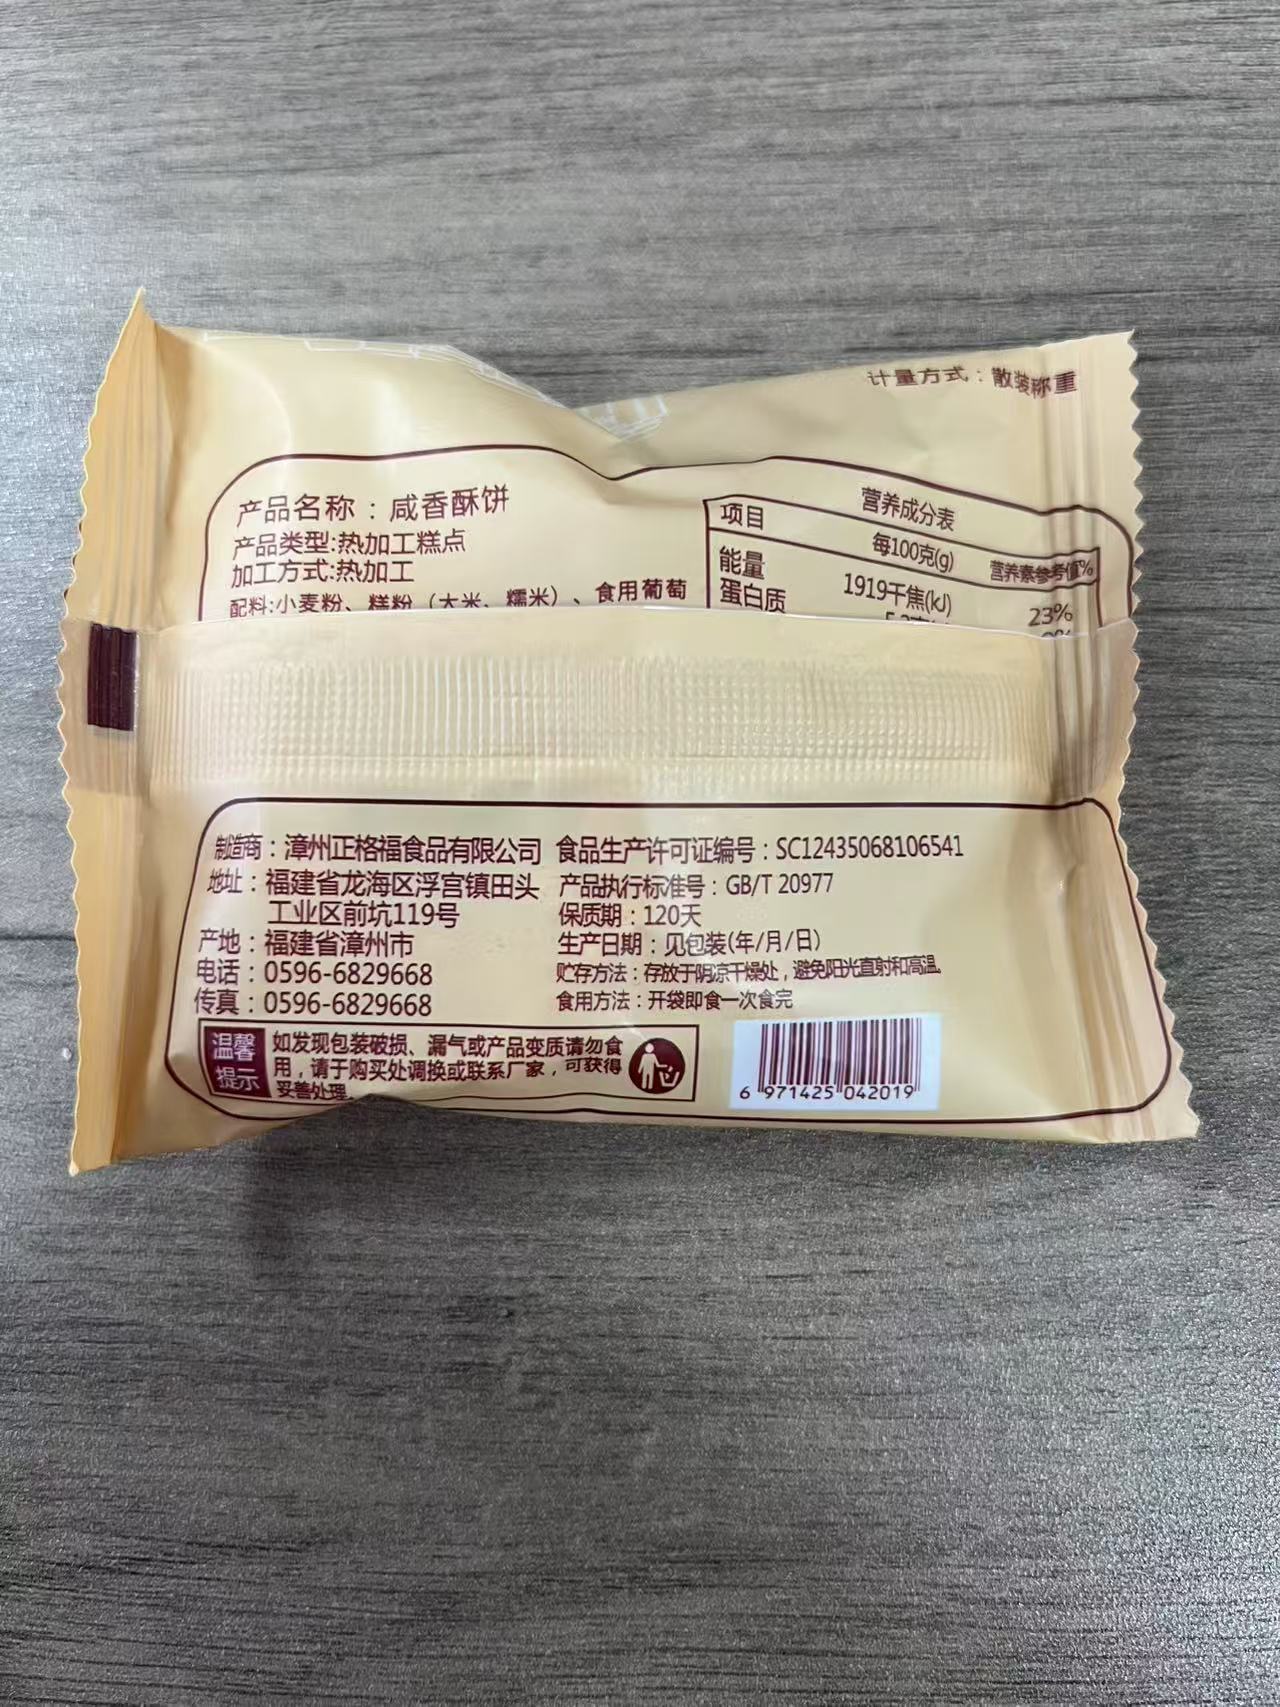 计量方式：散装称重
产品名称：咸香酥饼
产品类型:热加工糕点
加工方式:热加工
配料:小麦粉、糕粉（大米、糯米）、食用葡萄
营养成分表
项目 每100克(g) 营养素参考值%
能量 1919千焦(kJ) 23%
蛋白质
制造商：漳州正格福食品有限公司
地址：福建省龙海区浮宫镇田头
工业区前坑119号
产地：福建省漳州市
电话：0596-6829668
传真：0596-6829668
食品生产许可证编号：SC12435068106541
产品执行标准号：GB/T 20977
保质期：120天
生产日期：见包装(年/月/日)
贮存方法：存放于阴凉干燥处，避免阳光直射和高温。
食用方法：开袋即食一次食完
温馨
提示
如发现包装破损、漏气或产品变质请勿食
用，请于购买处调换或联系厂家，可获得
妥善处理。
6 971425 042019